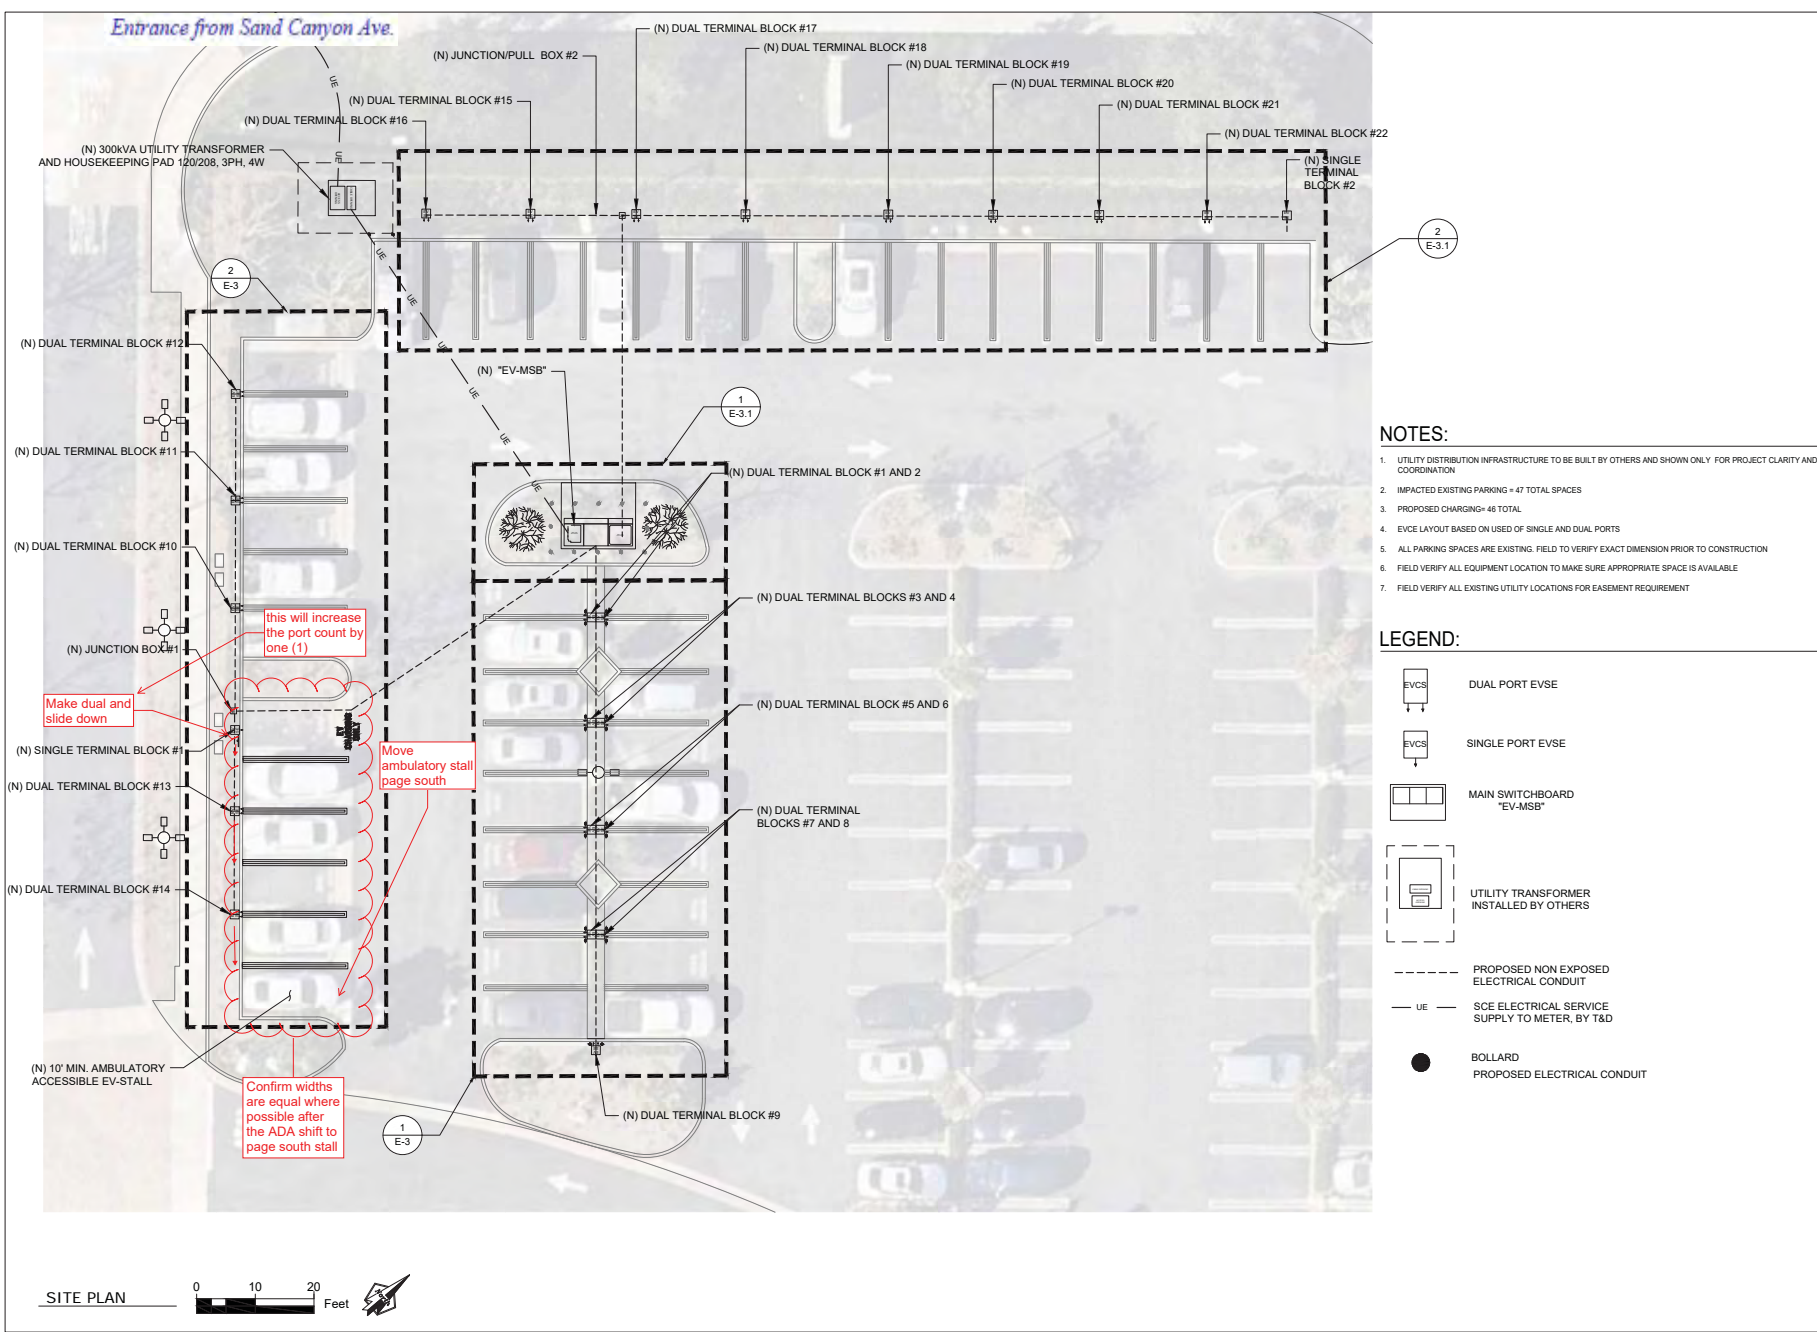 Entrance from Sand Canyon Ave.
(N) DUAL TERMINAL BLOCK #17
(N) JUNCTION/PULL BOX #2
(N) DUAL TERMINAL BLOCK #18
(N) DUAL TERMINAL BLOCK #19
(N) DUAL TERMINAL BLOCK #20
(N) DUAL TERMINAL BLOCK #15
(N) DUAL TERMINAL BLOCK #21
(N) DUAL TERMINAL BLOCK #16
(N) DUAL TERMINAL BLOCK #22
(N) 300kVA UTILITY TRANSFORMER
AND HOUSEKEEPING PAD 120/208, 3PH, 4W
(N) SINGLE
TERMINAL
BLOCK #2
UE
UE
UE
UE
UE
UE
UE
UE
2
E-3.1
2
E-3
(N) DUAL TERMINAL BLOCK #12
(N) "EV-MSB"
1
E-3.1
(N) DUAL TERMINAL BLOCK #11
(N) DUAL TERMINAL BLOCK #1 AND 2
(N) DUAL TERMINAL BLOCK #10
(N) DUAL TERMINAL BLOCKS #3 AND 4
this will increase
the port count by
one (1)
(N) JUNCTION BOX #1
Make dual and
slide down
(N) DUAL TERMINAL BLOCK #5 AND 6
(N) SINGLE TERMINAL BLOCK #1
Move
ambulatory stall
page south
(N) DUAL TERMINAL BLOCK #13
(N) DUAL TERMINAL
BLOCKS #7 AND 8
(N) DUAL TERMINAL BLOCK #14
(N) 10' MIN. AMBULATORY
ACCESSIBLE EV-STALL
Confirm widths
are equal where
possible after
the ADA shift to
page south stall
(N) DUAL TERMINAL BLOCK #9
1
E-3
NOTES:
1. UTILITY DISTRIBUTION INFRASTRUCTURE TO BE BUILT BY OTHERS AND SHOWN ONLY FOR PROJECT CLARITY AND
COORDINATION
2. IMPACTED EXISTING PARKING = 47 TOTAL SPACES
3. PROPOSED CHARGING= 46 TOTAL
4. EVCE LAYOUT BASED ON USED OF SINGLE AND DUAL PORTS
5. ALL PARKING SPACES ARE EXISTING. FIELD TO VERIFY EXACT DIMENSION PRIOR TO CONSTRUCTION
6. FIELD VERIFY ALL EQUIPMENT LOCATION TO MAKE SURE APPROPRIATE SPACE IS AVAILABLE
7. FIELD VERIFY ALL EXISTING UTILITY LOCATIONS FOR EASEMENT REQUIREMENT
LEGEND:
EVCS
DUAL PORT EVSE
EVCS
SINGLE PORT EVSE
MAIN SWITCHBOARD
"EV-MSB"
UTILITY TRANSFORMER
INSTALLED BY OTHERS
PROPOSED NON EXPOSED
ELECTRICAL CONDUIT
UE
SCE ELECTRICAL SERVICE
SUPPLY TO METER, BY T&D
BOLLARD
PROPOSED ELECTRICAL CONDUIT
SITE PLAN
0 10 20
Feet